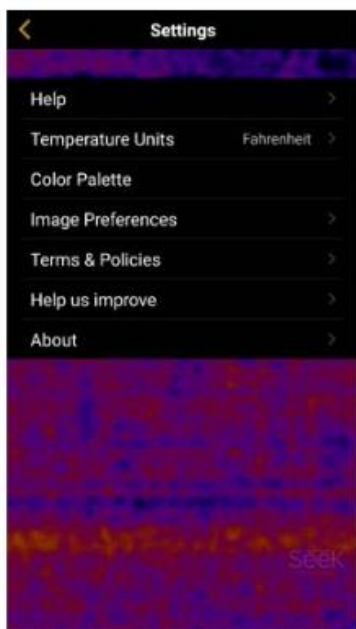 Settings
Help
Temperature Units Fahrenheit
Color Palette
Image Preferences
Terms & Policies
Help us improve
About
Seek